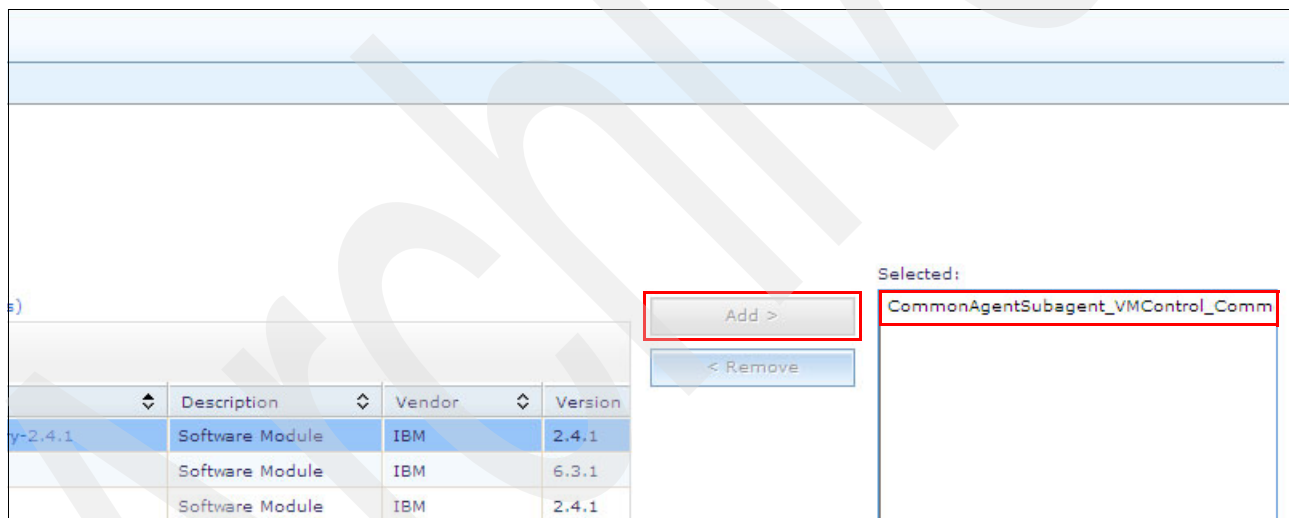 Selected:
s)
Add >
CommonAgentSubagent_VMControl_Comm
< Remove
Description Vendor Version
y-2.4.1 Software Module IBM 2.4.1
Software Module IBM 6.3.1
Software Module IBM 2.4.1